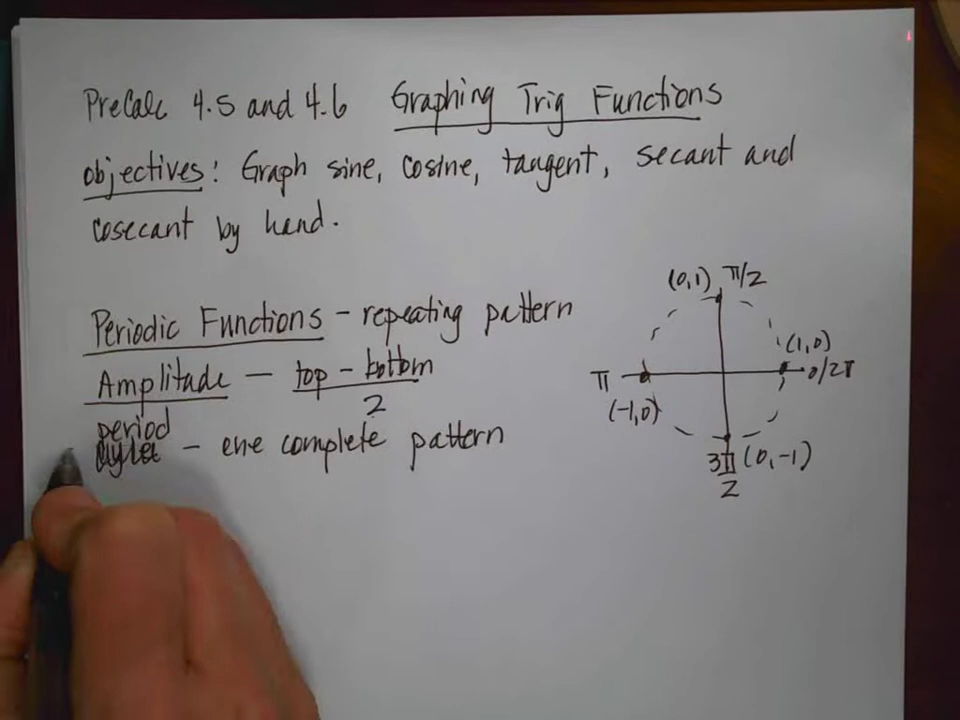 PreCalc 4.5 and 4.6 Graphing Trig Functions
objectives: Graph sine, cosine, tangent, secant and
cosecant by hand.
Periodic Functions - repeating pattern
Amplitude - top - bottom
2
period
- one complete pattern
(0,1) π/2
(1,0)
π 0/2π
(-1,0)
3π (0,-1)
2